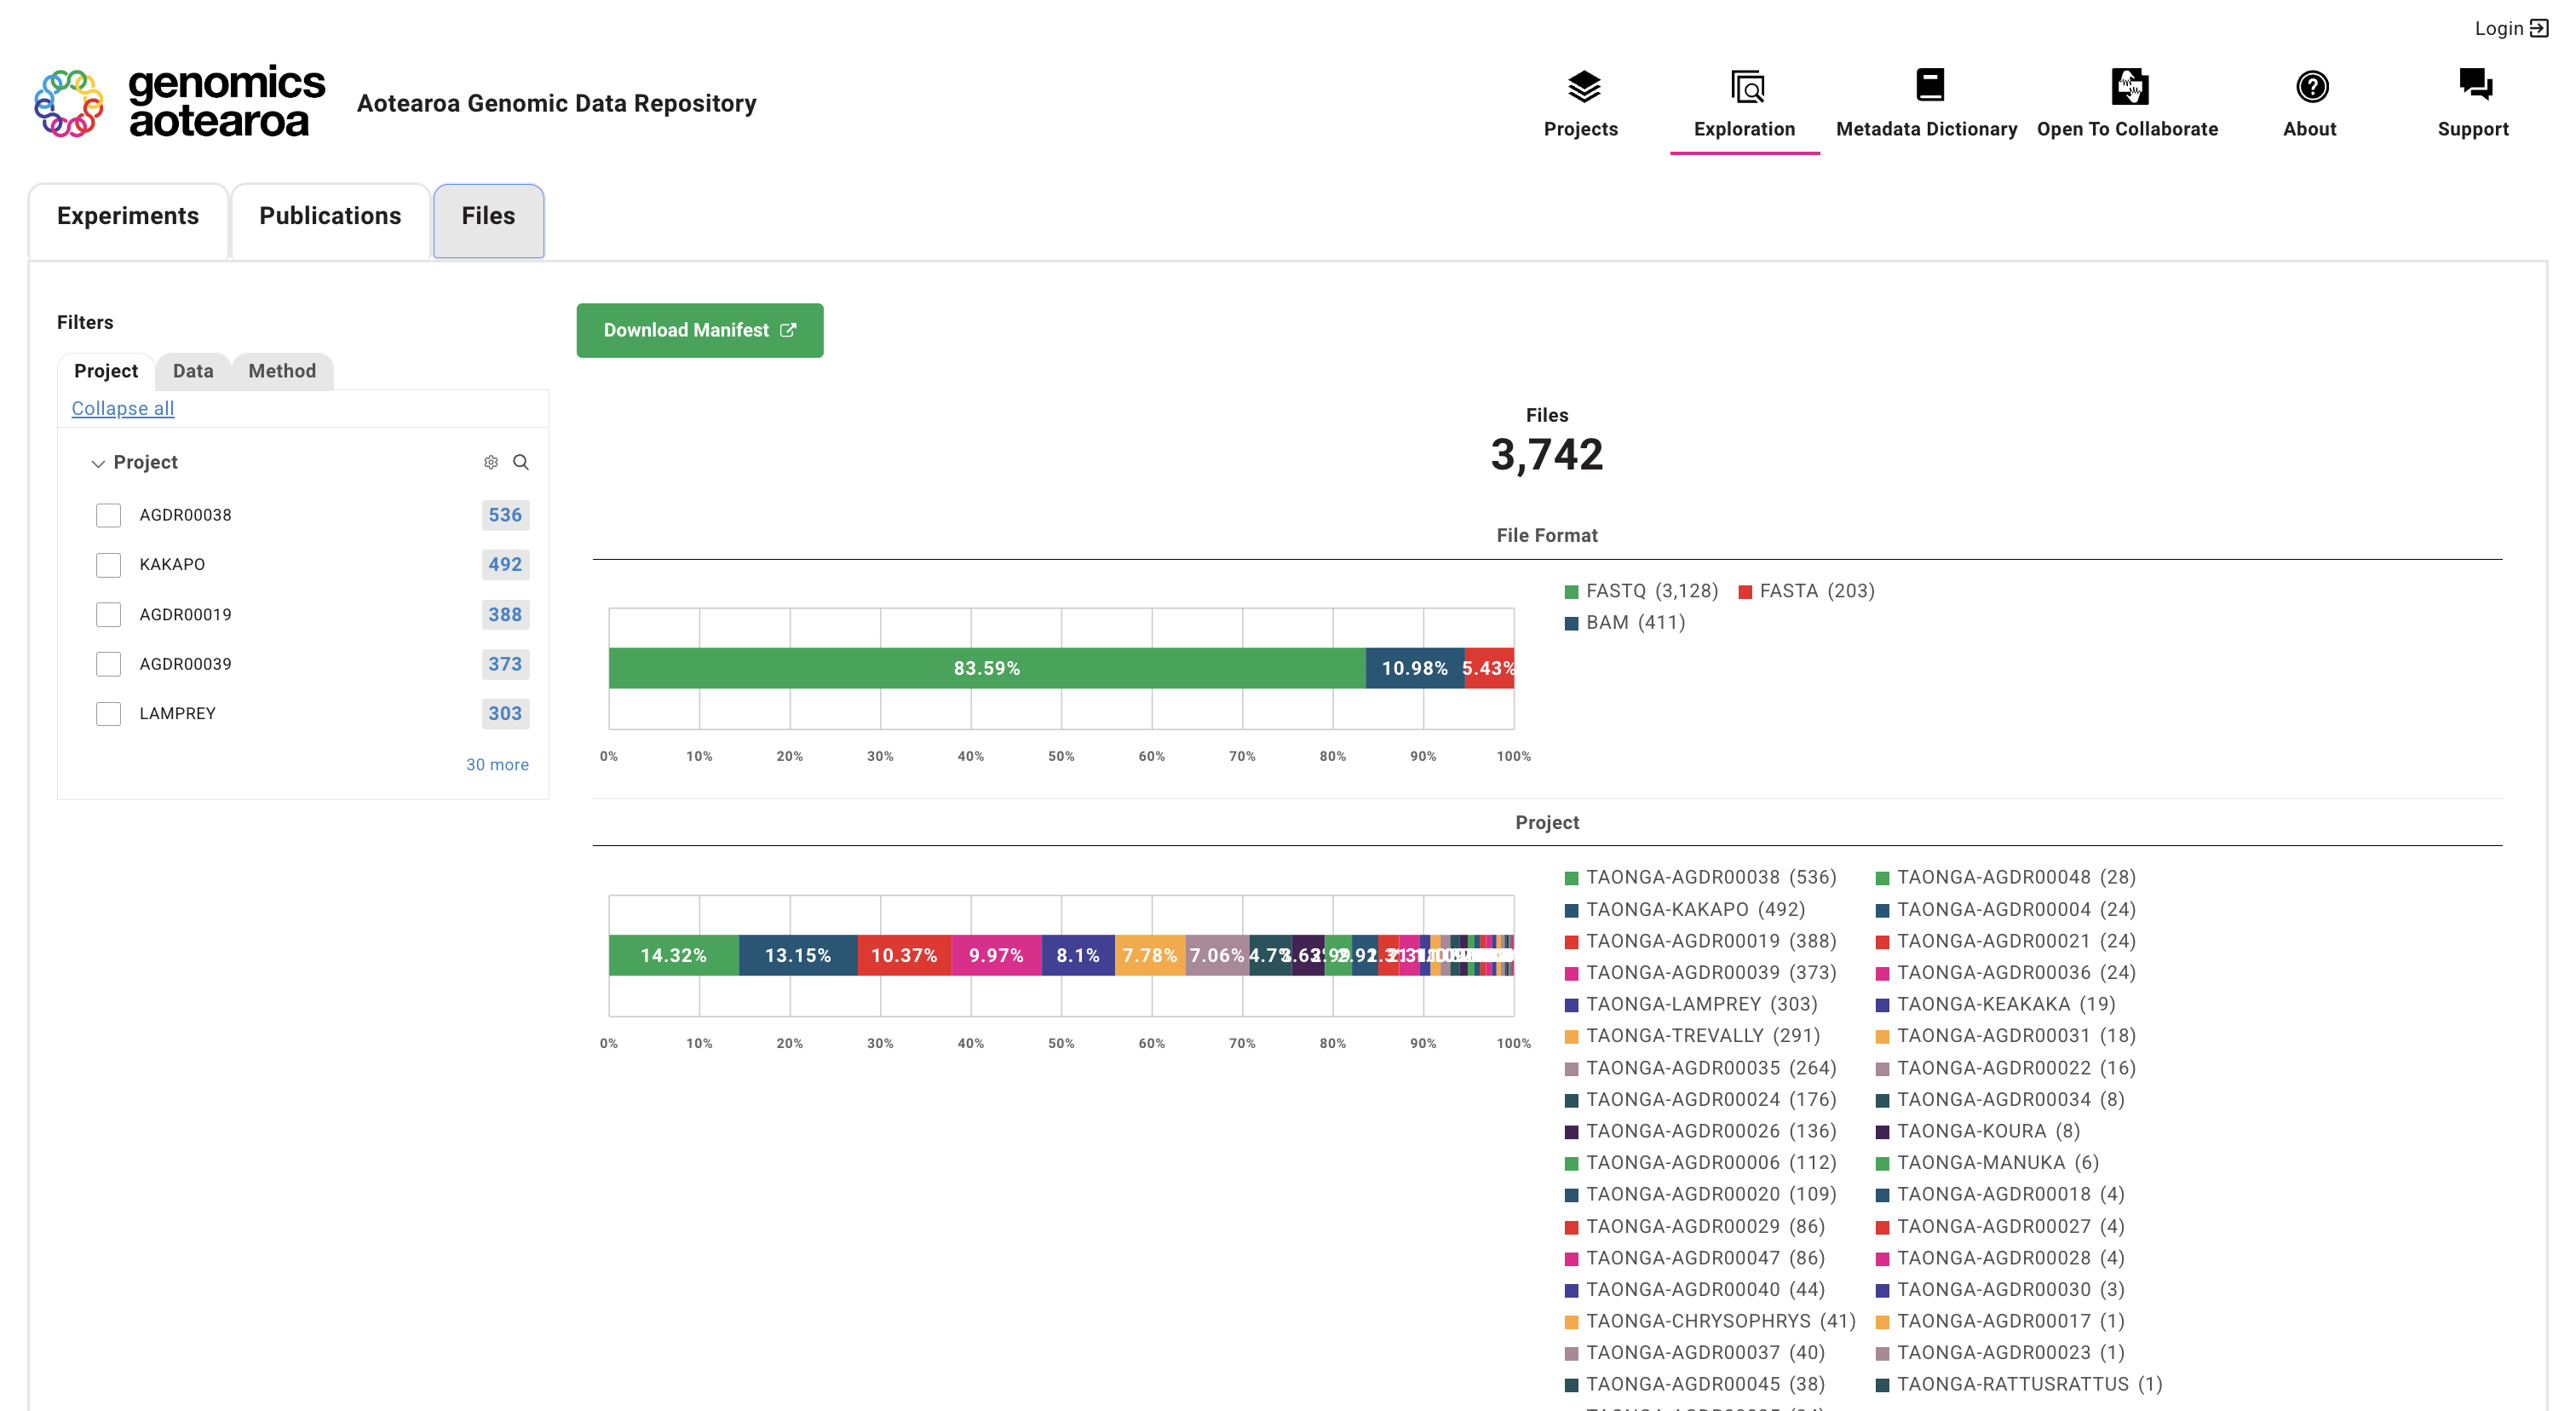 Login
genomics
aotearoa
Aotearoa Genomic Data Repository
Projects
Exploration
Metadata Dictionary
Open To Collaborate
About
Support
Experiments
Publications
Files
Filters
Download Manifest
Project
Data
Method
Collapse all
Project
AGDR00038 536
KAKAPO 492
AGDR00019 388
AGDR00039 373
LAMPREY 303
30 more
Files
3,742
File Format
FASTQ (3,128)
FASTA (203)
BAM (411)
83.59% 10.98% 5.43%
0% 10% 20% 30% 40% 50% 60% 70% 80% 90% 100%
Project
14.32% 13.15% 10.37% 9.97% 8.1% 7.78% 7.06%
0% 10% 20% 30% 40% 50% 60% 70% 80% 90% 100%
TAONGA-AGDR00038 (536)
TAONGA-KAKAPO (492)
TAONGA-AGDR00019 (388)
TAONGA-AGDR00039 (373)
TAONGA-LAMPREY (303)
TAONGA-TREVALLY (291)
TAONGA-AGDR00035 (264)
TAONGA-AGDR00024 (176)
TAONGA-AGDR00026 (136)
TAONGA-AGDR00006 (112)
TAONGA-AGDR00020 (109)
TAONGA-AGDR00029 (86)
TAONGA-AGDR00047 (86)
TAONGA-AGDR00040 (44)
TAONGA-CHRYSOPHRYS (41)
TAONGA-AGDR00037 (40)
TAONGA-AGDR00045 (38)
TAONGA-AGDR00048 (28)
TAONGA-AGDR00004 (24)
TAONGA-AGDR00021 (24)
TAONGA-AGDR00036 (24)
TAONGA-KEAKAKA (19)
TAONGA-AGDR00031 (18)
TAONGA-AGDR00022 (16)
TAONGA-AGDR00034 (8)
TAONGA-KOURA (8)
TAONGA-MANUKA (6)
TAONGA-AGDR00018 (4)
TAONGA-AGDR00027 (4)
TAONGA-AGDR00028 (4)
TAONGA-AGDR00030 (3)
TAONGA-AGDR00017 (1)
TAONGA-AGDR00023 (1)
TAONGA-RATTUSRATTUS (1)